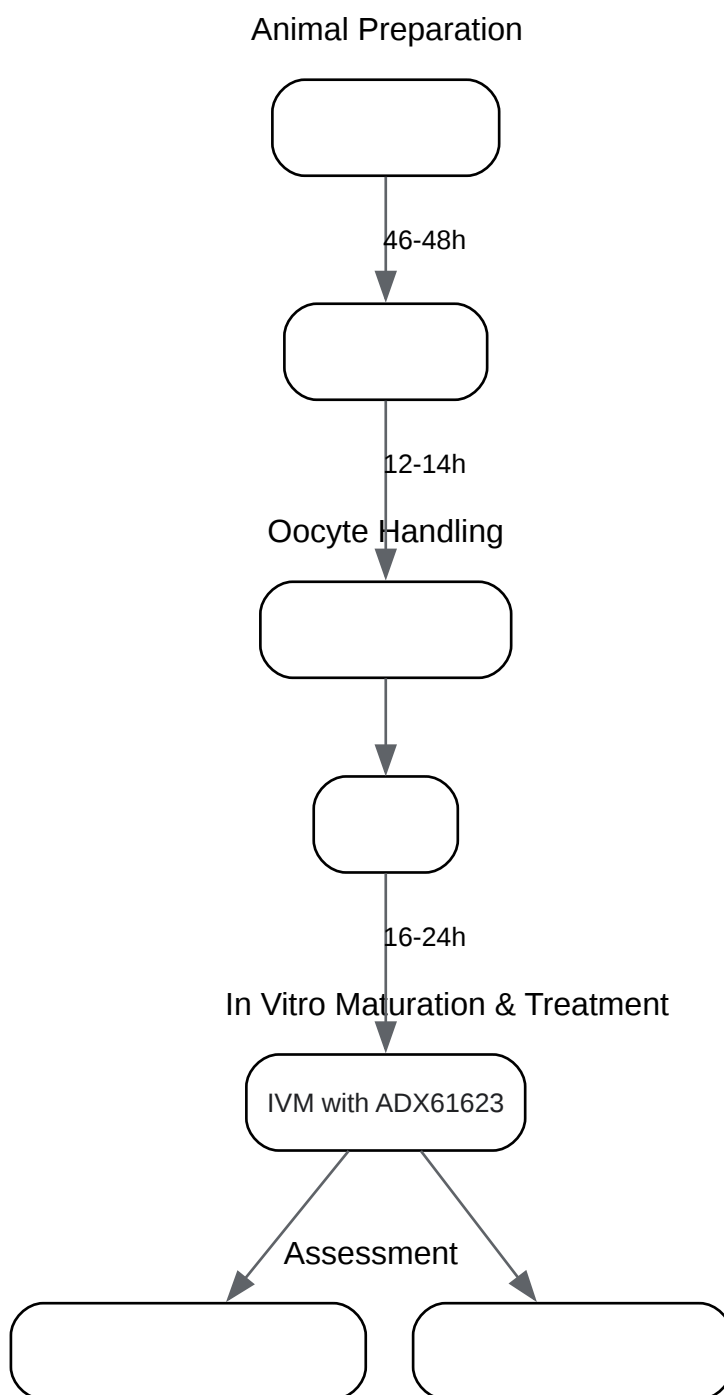 Animal Preparation
46-48h
12-14h
Oocyte Handling
16-24h
In Vitro Maturation & Treatment
IVM with ADX61623
Assessment